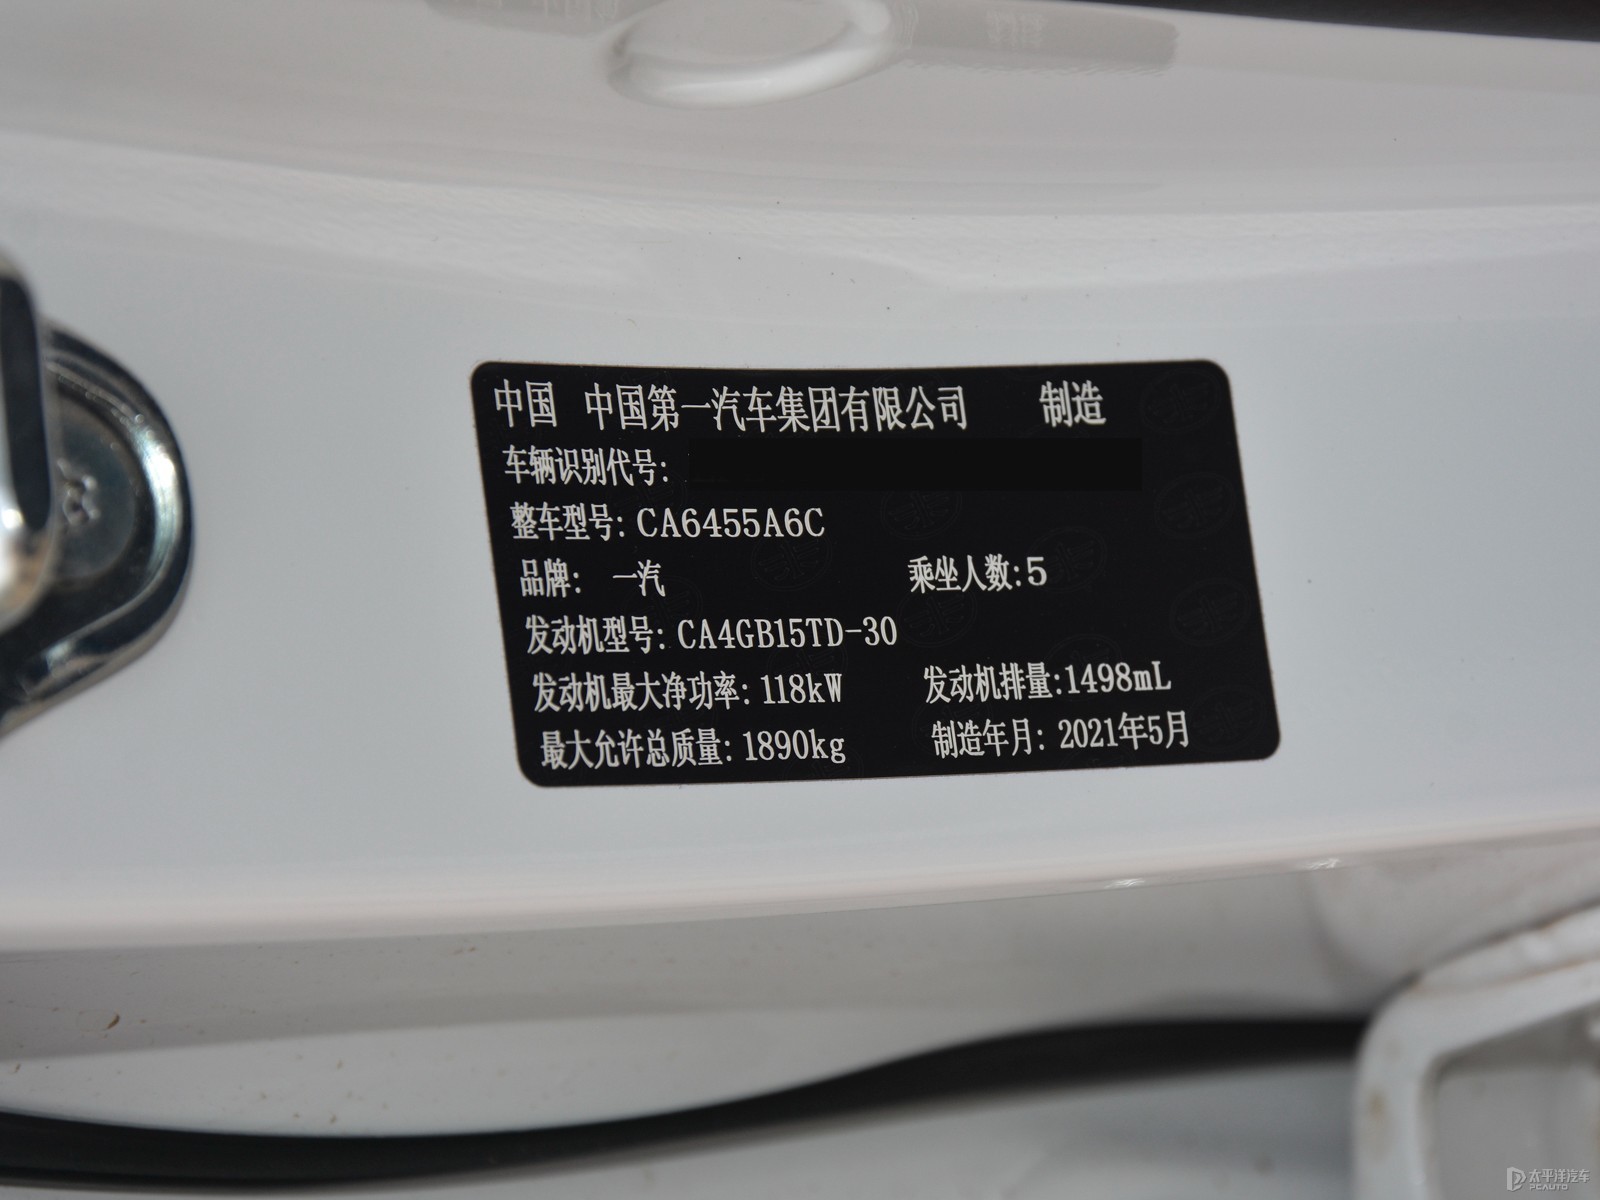 中国 中国第一汽车集团有限公司 制造
车辆识别代号:
整车型号: CA6455A6C
品牌: 一汽 乘坐人数:5
发动机型号: CA4GB15TD-30
发动机最大净功率: 118kW 发动机排量:1498mL
最大允许总质量: 1890kg 制造年月: 2021年5月
太平洋汽车
PCAUTO